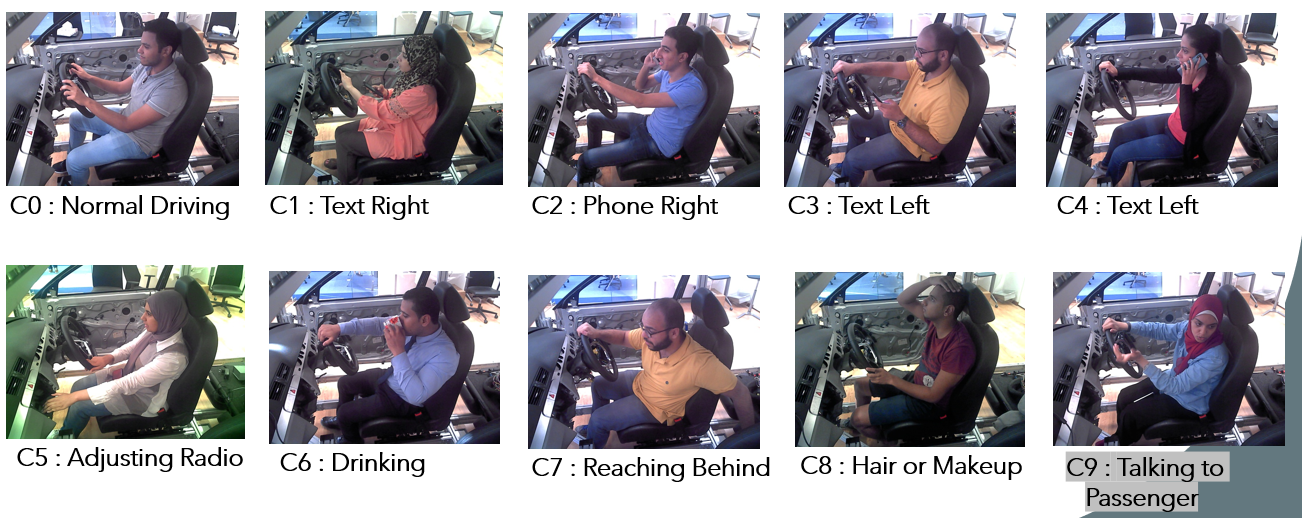 C0 : Normal Driving
C1 : Text Right
C2 : Phone Right
C3 : Text Left
C4 : Text Left
C5 : Adjusting Radio
C6 : Drinking
C7 : Reaching Behind
C8 : Hair or Makeup
C9 : Talking to
Passenger